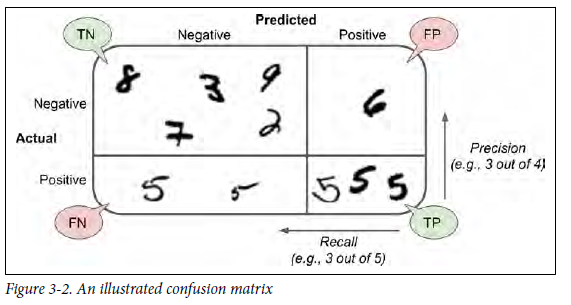 Predicted
TN Negative Positive FP
8 3 9
Negative 6
7 2
Actual
Precision
(e.g., 3 out of 4)
Positive 5 5 5 5 5
FN TP
Recall
(e.g., 3 out of 5)
Figure 3-2. An illustrated confusion matrix